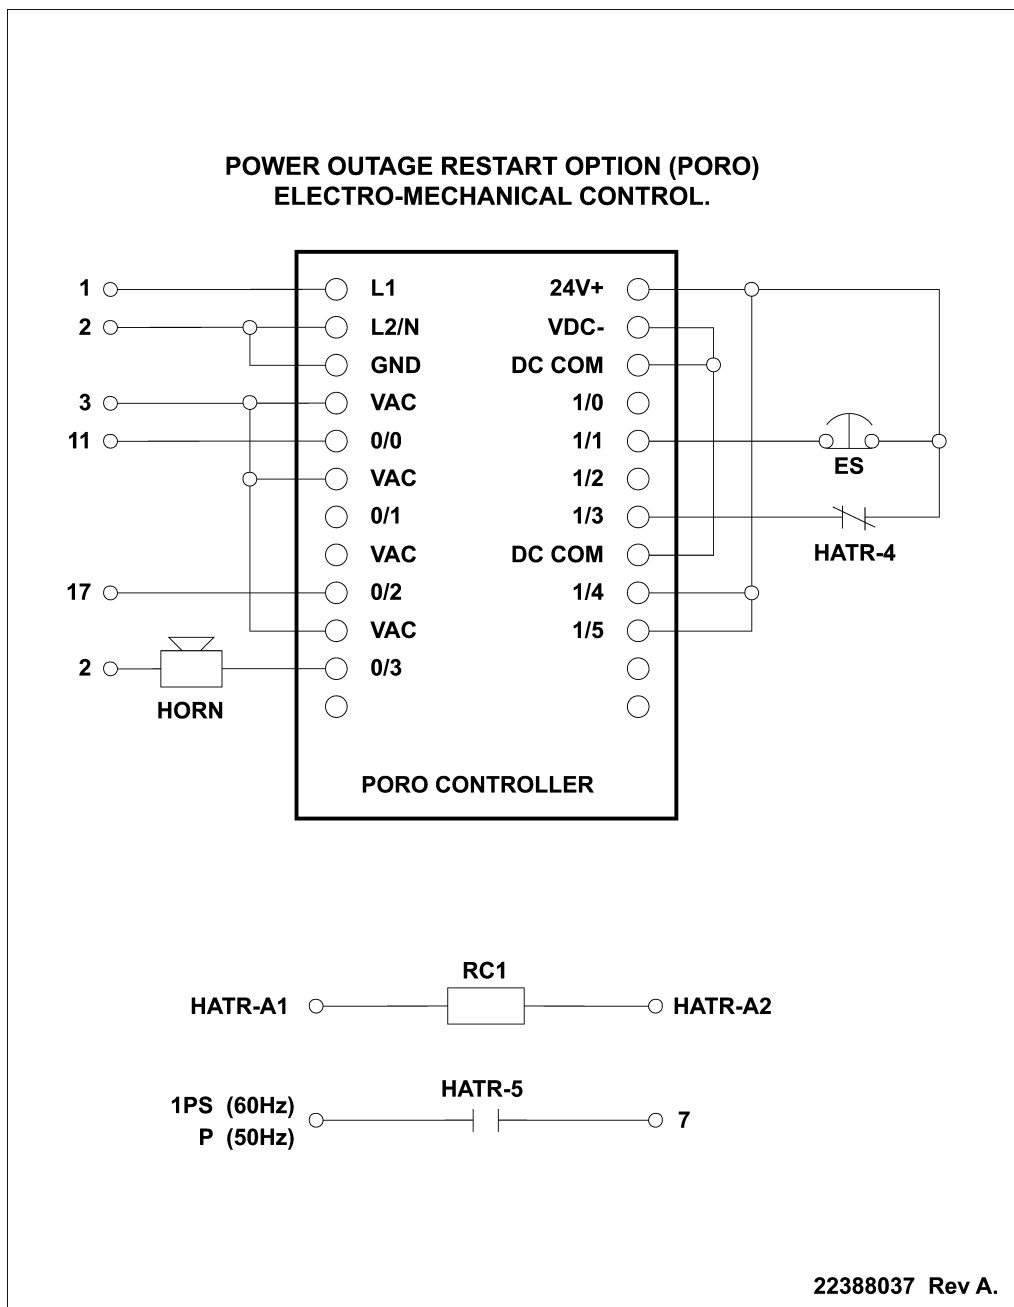 POWER OUTAGE RESTART OPTION (PORO)
ELECTRO-MECHANICAL CONTROL.
1 L1 24V+
2 L2/N VDC-
GND DC COM
3 VAC 1/0
11 0/0 1/1
ES
VAC 1/2
0/1 1/3
HATR-4
VAC DC COM
17 0/2 1/4
VAC 1/5
2 0/3
HORN
PORO CONTROLLER
RC1
HATR-A1 HATR-A2
HATR-5
1PS (60Hz) 7
P (50Hz)
22388037 Rev A.